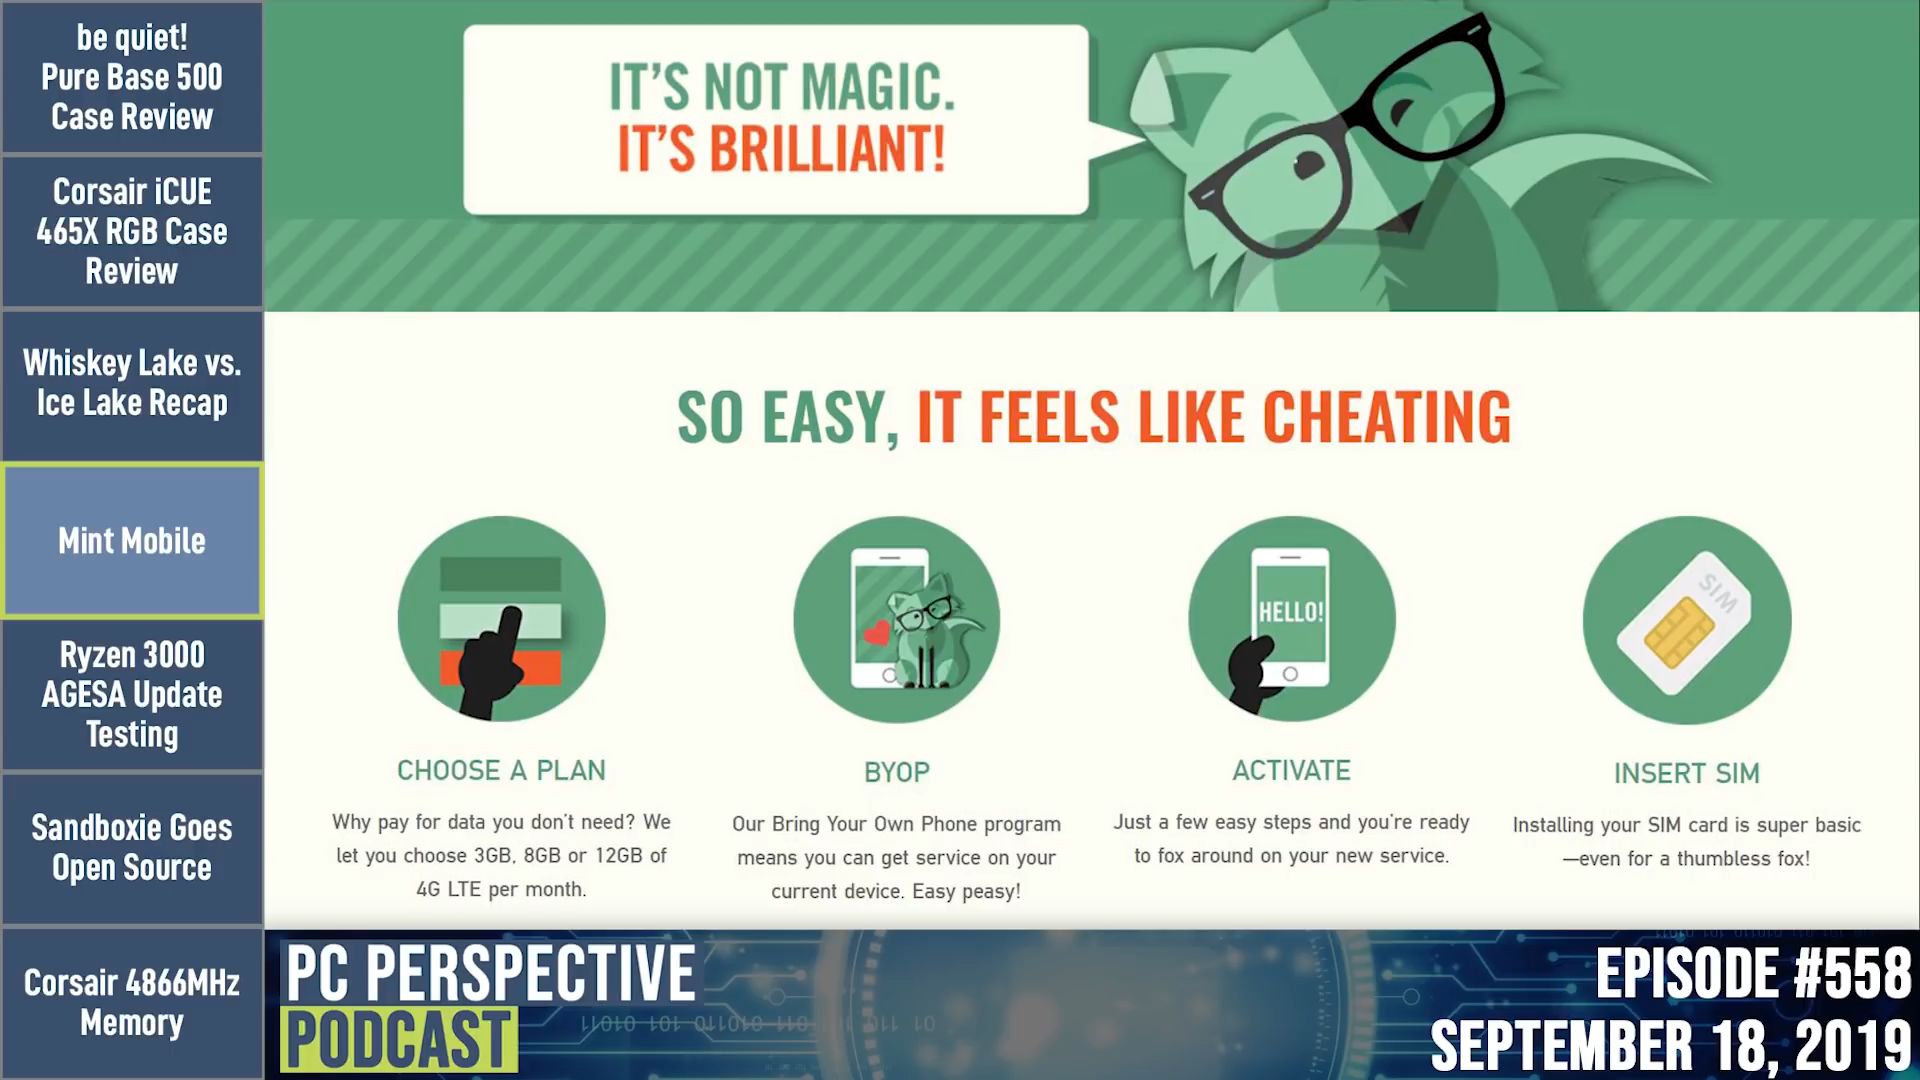 be quiet!
Pure Base 500
Case Review
Corsair iCUE
465X RGB Case
Review
Whiskey Lake vs.
Ice Lake Recap
Mint Mobile
Ryzen 3000
AGESA Update
Testing
Sandboxie Goes
Open Source
Corsair 4866MHz
Memory
IT'S NOT MAGIC.
IT'S BRILLIANT!
SO EASY, IT FEELS LIKE CHEATING
HELLO!
SIM
CHOOSE A PLAN
Why pay for data you don't need? We
let you choose 3GB, 8GB or 12GB of
4G LTE per month.
BYOP
Our Bring Your Own Phone program
means you can get service on your
current device. Easy peasy!
ACTIVATE
Just a few easy steps and you're ready
to fox around on your new service.
INSERT SIM
Installing your SIM card is super basic
—even for a thumbless fox!
PC PERSPECTIVE
PODCAST
EPISODE #558
SEPTEMBER 18, 2019